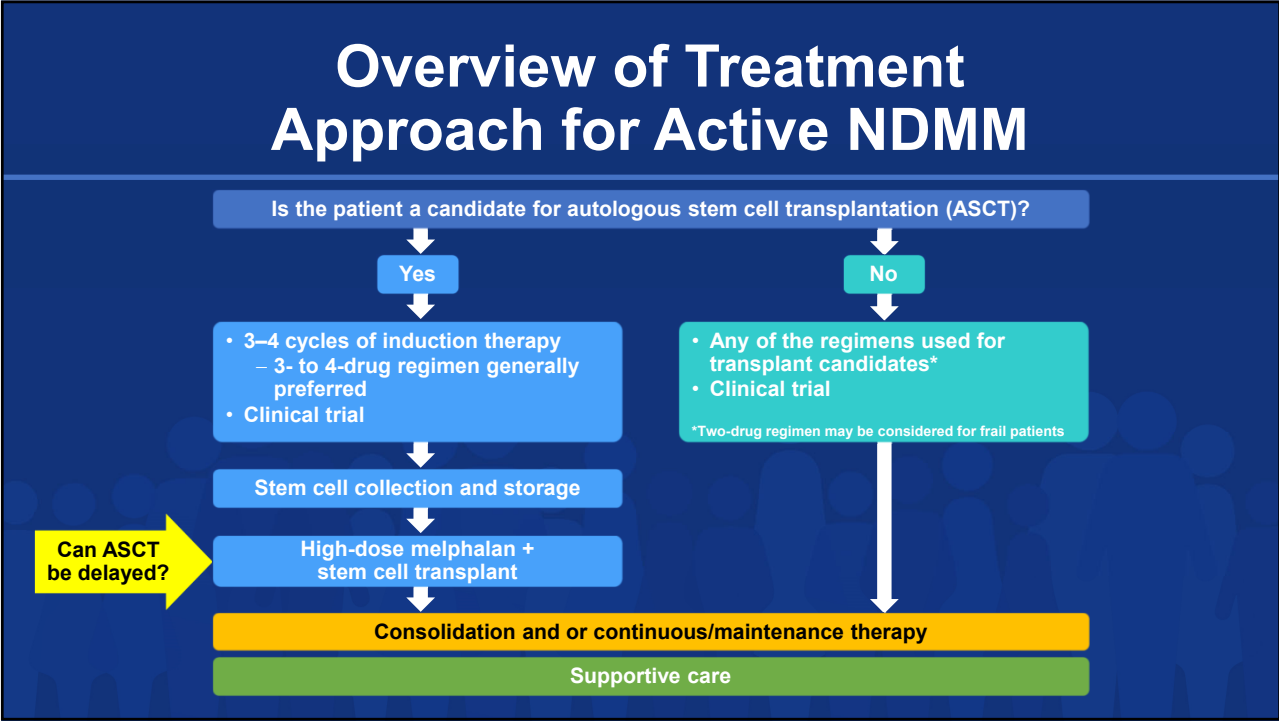 Overview of Treatment
Approach for Active NDMM
Is the patient a candidate for autologous stem cell transplantation (ASCT)?
Yes
No
• 3–4 cycles of induction therapy
– 3- to 4-drug regimen generally
preferred
• Clinical trial
• Any of the regimens used for
transplant candidates*
• Clinical trial
*Two-drug regimen may be considered for frail patients
Stem cell collection and storage
Can ASCT
be delayed?
High-dose melphalan +
stem cell transplant
Consolidation and or continuous/maintenance therapy
Supportive care